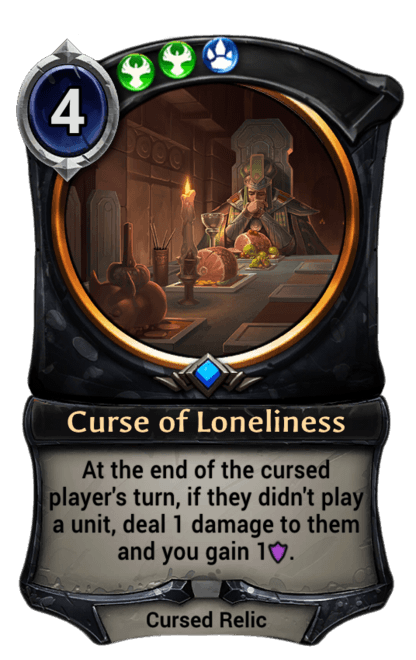 4
Curse of Loneliness
At the end of the cursed
player's turn, if they didn't play
a unit, deal 1 damage to them
and you gain 1.
Cursed Relic